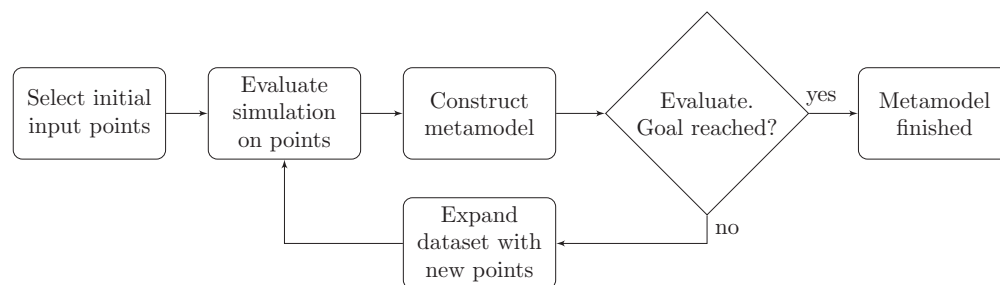 Select initial
input points
Evaluate
simulation
on points
Construct
metamodel
Evaluate.
Goal reached?
yes
Metamodel
finished
no
Expand
dataset with
new points